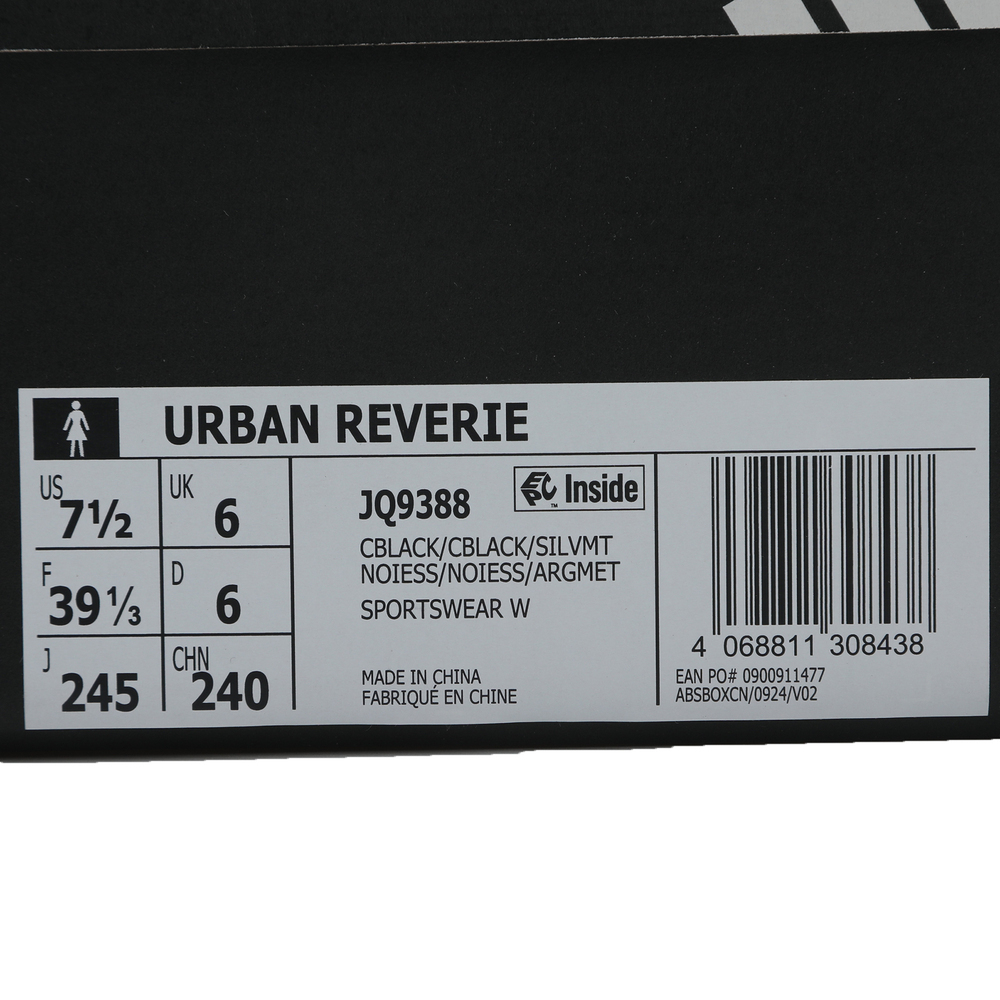 URBAN REVERIE
US 7½
UK 6
F 39⅓
D 6
J 245
CHN 240
JQ9388
Inside™
CBLACK/CBLACK/SILVMT
NOIESS/NOIESS/ARGMET
SPORTSWEAR W
MADE IN CHINA
FABRIQUÉ EN CHINE
4 068811 308438
EAN PO# 0900911477
ABSBOXCN/0924/V02